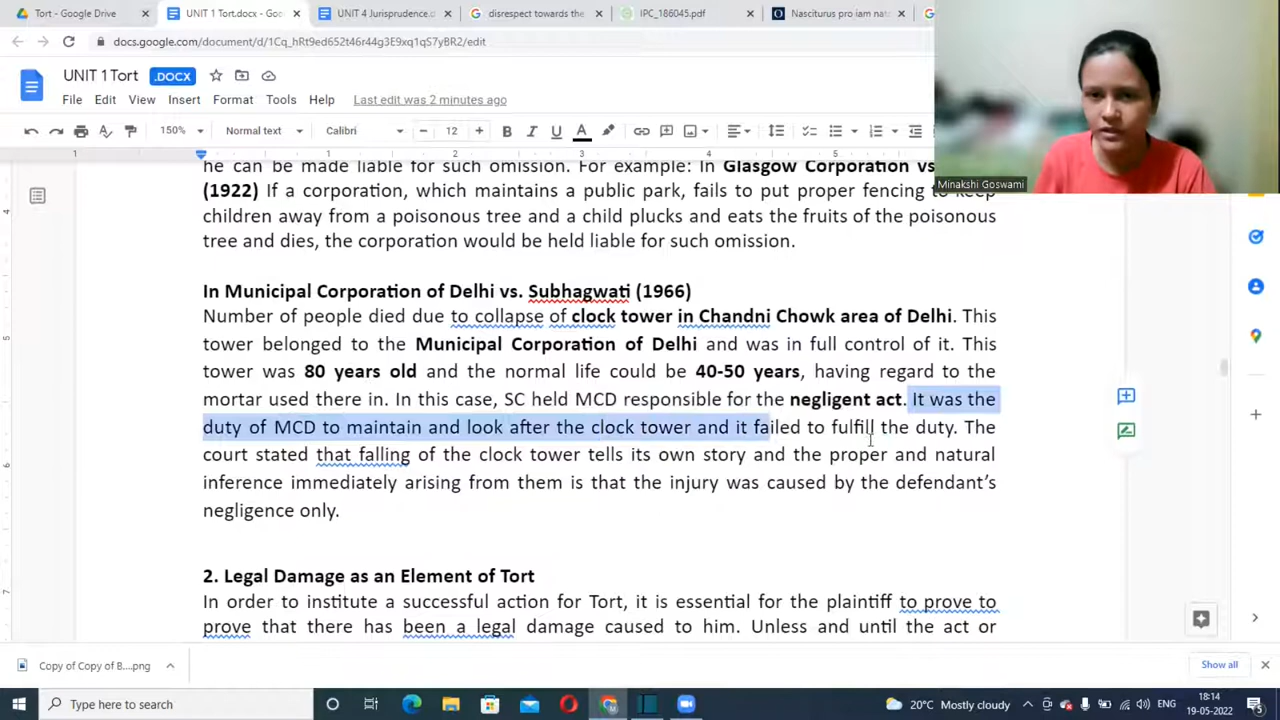 Tort - Google Drive
UNIT 1 Tort.docx - Goo
UNIT 4 Jurisprudence.d
disrespect towards the
IPC_186045.pdf
Nasciturus pro iam nat
docs.google.com/document/d/1Cq_hRt9ed652t46r44g3E9xq1qS7yBR2/edit
UNIT 1 Tort
.DOCX
File Edit View Insert Format Tools Help Last edit was 2 minutes ago
150% Normal text Calibri 12
Minakshi Goswami
he can be made liable for such omission. For example: In Glasgow Corporation vs
(1922) If a corporation, which maintains a public park, fails to put proper fencing to keep
children away from a poisonous tree and a child plucks and eats the fruits of the poisonous
tree and dies, the corporation would be held liable for such omission.
In Municipal Corporation of Delhi vs. Subhagwati (1966)
Number of people died due to collapse of clock tower in Chandni Chowk area of Delhi. This
tower belonged to the Municipal Corporation of Delhi and was in full control of it. This
tower was 80 years old and the normal life could be 40-50 years, having regard to the
mortar used there in. In this case, SC held MCD responsible for the negligent act. It was the
duty of MCD to maintain and look after the clock tower and it failed to fulfill the duty. The
court stated that falling of the clock tower tells its own story and the proper and natural
inference immediately arising from them is that the injury was caused by the defendant's
negligence only.
2. Legal Damage as an Element of Tort
In order to institute a successful action for Tort, it is essential for the plaintiff to prove to
prove that there has been a legal damage caused to him. Unless and until the act or
Copy of Copy of B....png
Show all
Type here to search
20°C Mostly cloudy
ENG
18:14
19-05-2022